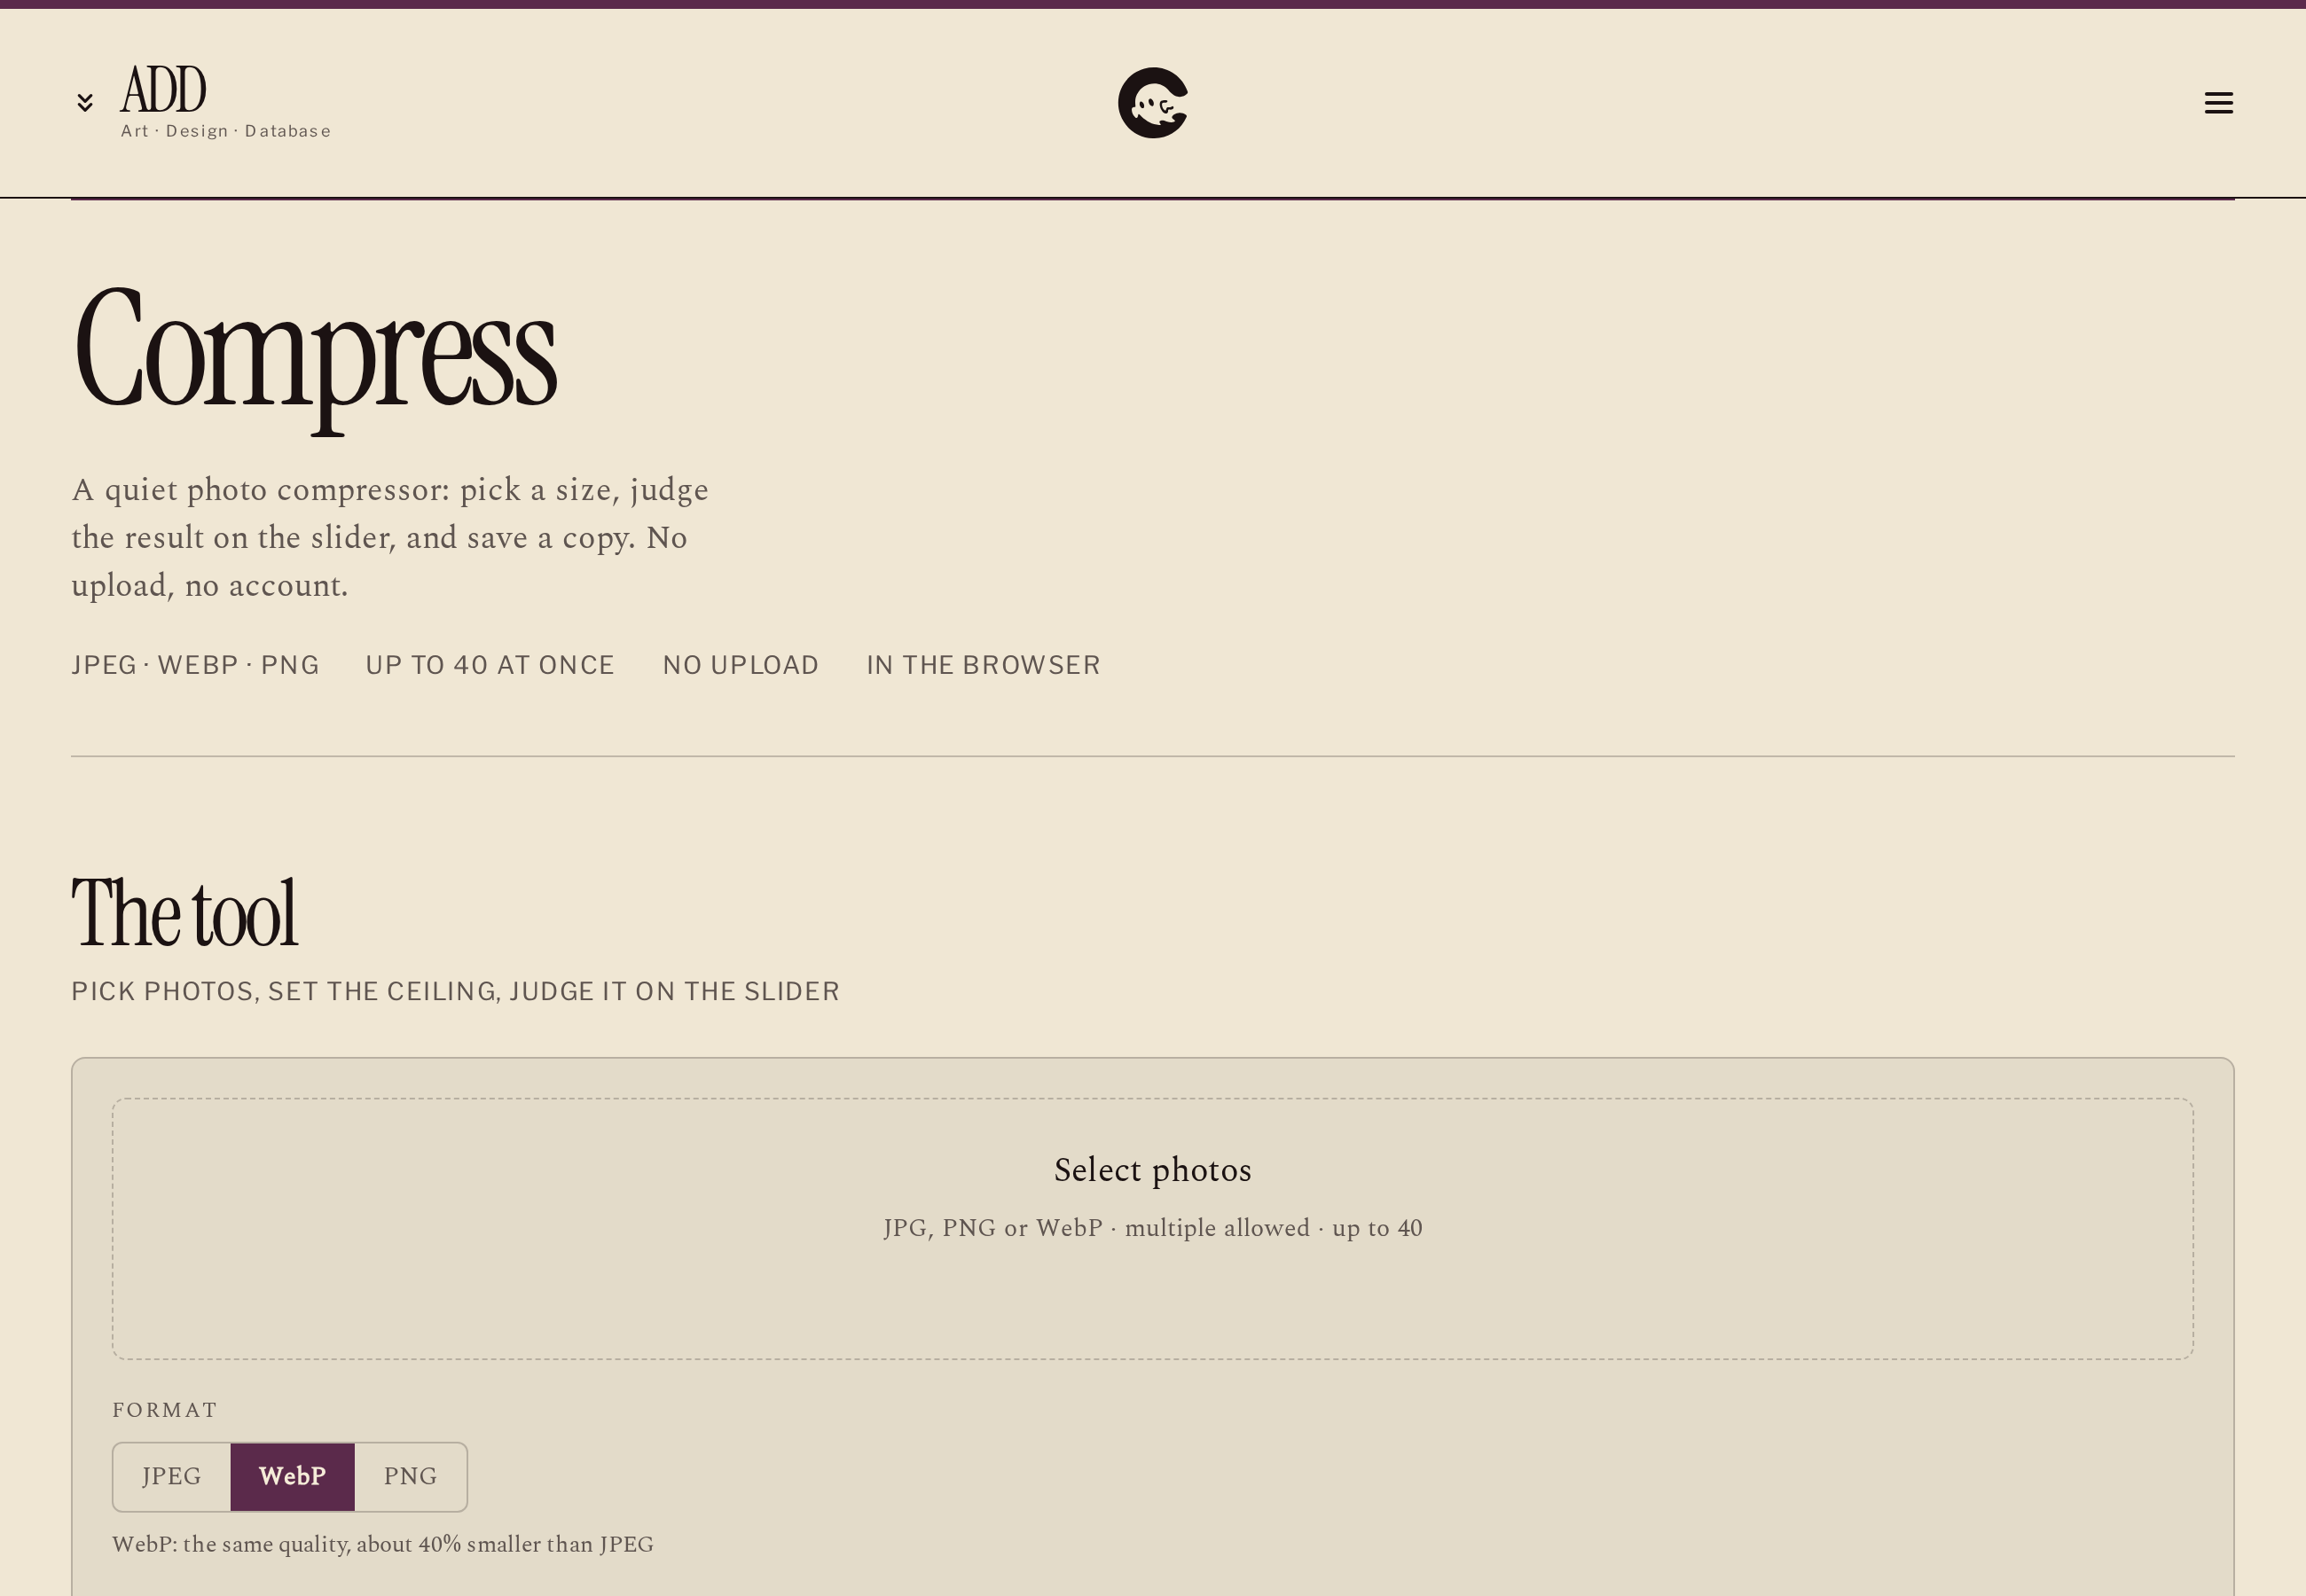 ADD
Art · Design · Database
Compress
A quiet photo compressor: pick a size, judge
the result on the slider, and save a copy. No
upload, no account.
JPEG · WEBP · PNG UP TO 40 AT ONCE NO UPLOAD IN THE BROWSER
The tool
PICK PHOTOS, SET THE CEILING, JUDGE IT ON THE SLIDER
Select photos
JPG, PNG or WebP · multiple allowed · up to 40
FORMAT
JPEG WebP PNG
WebP: the same quality, about 40% smaller than JPEG